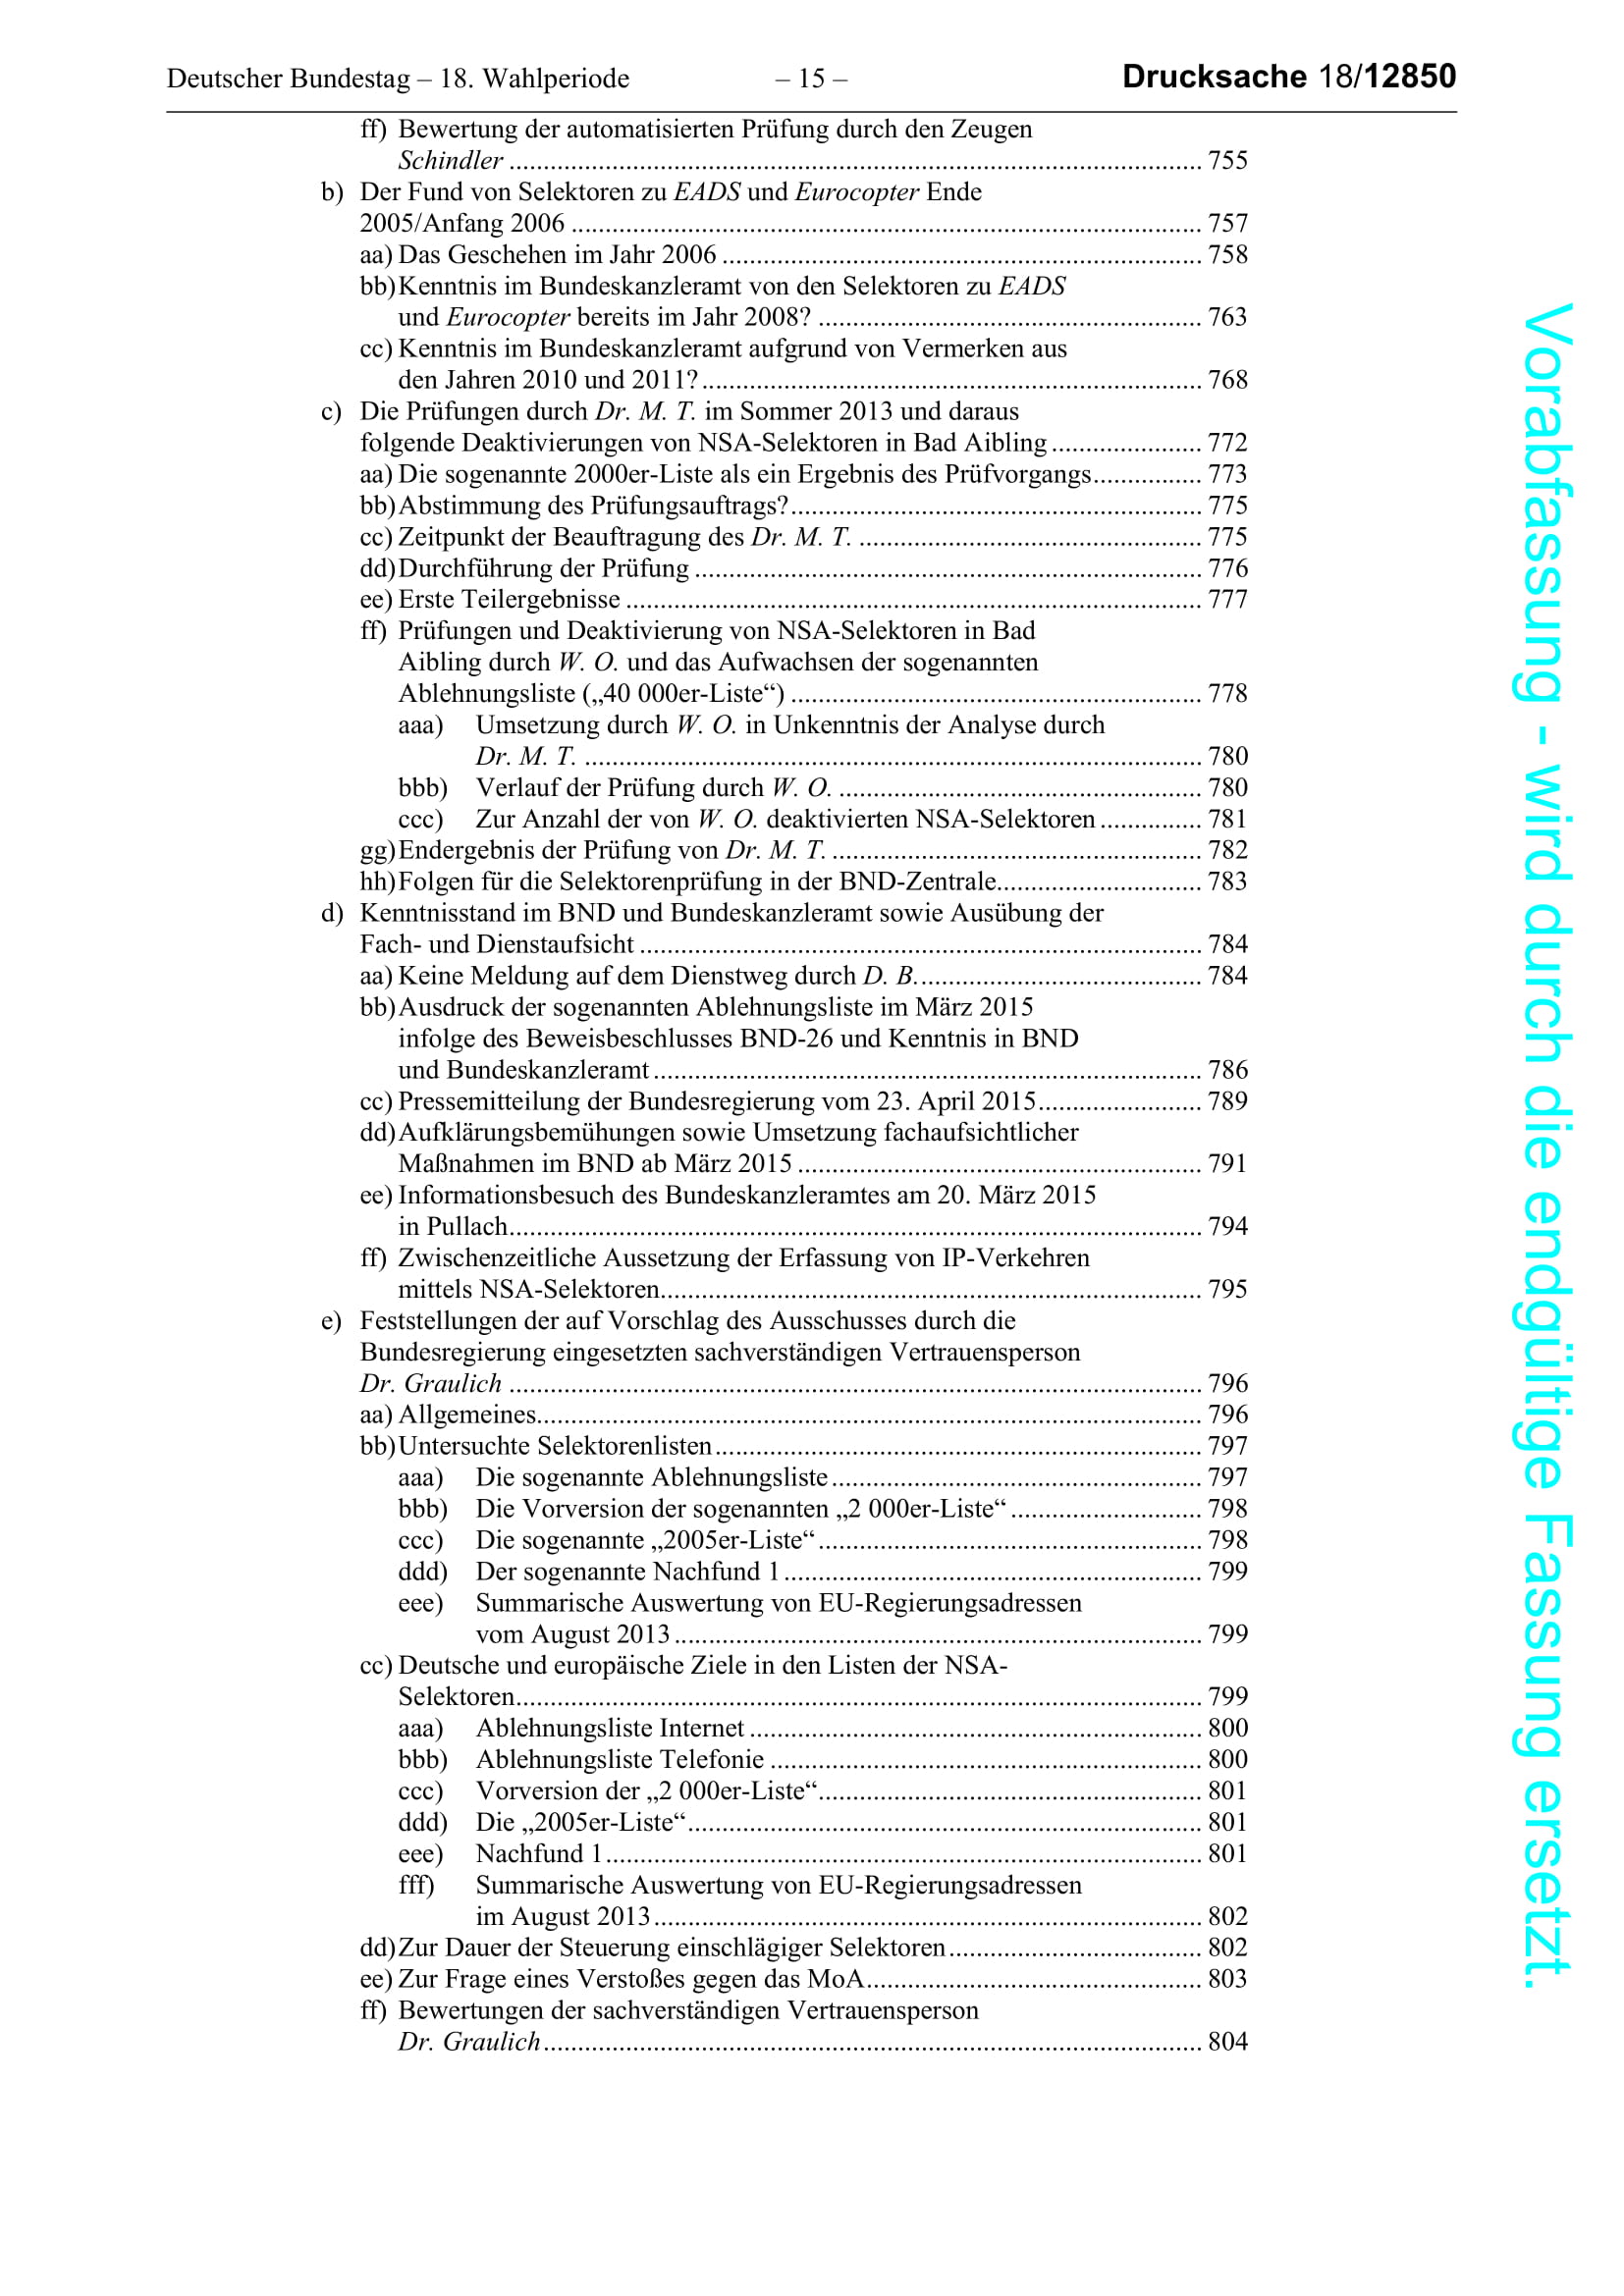 Deutscher Bundestag – 18. Wahlperiode – 15 – Drucksache 18/12850
ff) Bewertung der automatisierten Prüfung durch den Zeugen
Schindler ........................................ 755
b) Der Fund von Selektoren zu EADS und Eurocopter Ende
2005/Anfang 2006 ........................................ 757
aa) Das Geschehen im Jahr 2006 ........................................ 758
bb) Kenntnis im Bundeskanzleramt von den Selektoren zu EADS
und Eurocopter bereits im Jahr 2008? ........................................ 763
cc) Kenntnis im Bundeskanzleramt aufgrund von Vermerken aus
den Jahren 2010 und 2011? ........................................ 768
c) Die Prüfungen durch Dr. M. T. im Sommer 2013 und daraus
folgende Deaktivierungen von NSA-Selektoren in Bad Aibling ........................................ 772
aa) Die sogenannte 2000er-Liste als ein Ergebnis des Prüfvorgangs ........................................ 773
bb) Abstimmung des Prüfungsauftrags? ........................................ 775
cc) Zeitpunkt der Beauftragung des Dr. M. T. ........................................ 775
dd) Durchführung der Prüfung ........................................ 776
ee) Erste Teilergebnisse ........................................ 777
ff) Prüfungen und Deaktivierung von NSA-Selektoren in Bad
Aibling durch W. O. und das Aufwachsen der sogenannten
Ablehnungsliste („40 000er-Liste“) ........................................ 778
aaa) Umsetzung durch W. O. in Unkenntnis der Analyse durch
Dr. M. T. ........................................ 780
bbb) Verlauf der Prüfung durch W. O. ........................................ 780
ccc) Zur Anzahl der von W. O. deaktivierten NSA-Selektoren ........................................ 781
gg) Endergebnis der Prüfung von Dr. M. T. ........................................ 782
hh) Folgen für die Selektorenprüfung in der BND-Zentrale ........................................ 783
d) Kenntnisstand im BND und Bundeskanzleramt sowie Ausübung der
Fach- und Dienstaufsicht ........................................ 784
aa) Keine Meldung auf dem Dienstweg durch D. B. ........................................ 784
bb) Ausdruck der sogenannten Ablehnungsliste im März 2015
infolge des Beweisbeschlusses BND-26 und Kenntnis in BND
und Bundeskanzleramt ........................................ 786
cc) Pressemitteilung der Bundesregierung vom 23. April 2015 ........................................ 789
dd) Aufklärungsbemühungen sowie Umsetzung fachaufsichtlicher
Maßnahmen im BND ab März 2015 ........................................ 791
ee) Informationsbesuch des Bundeskanzleramtes am 20. März 2015
in Pullach ........................................ 794
ff) Zwischenzeitliche Aussetzung der Erfassung von IP-Verkehren
mittels NSA-Selektoren ........................................ 795
e) Feststellungen der auf Vorschlag des Ausschusses durch die
Bundesregierung eingesetzten sachverständigen Vertrauensperson
Dr. Graulich ........................................ 796
aa) Allgemeines ........................................ 796
bb) Untersuchte Selektorenlisten ........................................ 797
aaa) Die sogenannte Ablehnungsliste ........................................ 797
bbb) Die Vorversion der sogenannten „2 000er-Liste“ ........................................ 798
ccc) Die sogenannte „2005er-Liste“ ........................................ 798
ddd) Der sogenannte Nachfund 1 ........................................ 799
eee) Summarische Auswertung von EU-Regierungsadressen
vom August 2013 ........................................ 799
cc) Deutsche und europäische Ziele in den Listen der NSA-
Selektoren ........................................ 799
aaa) Ablehnungsliste Internet ........................................ 800
bbb) Ablehnungsliste Telefonie ........................................ 800
ccc) Vorversion der „2 000er-Liste“ ........................................ 801
ddd) Die „2005er-Liste“ ........................................ 801
eee) Nachfund 1 ........................................ 801
fff) Summarische Auswertung von EU-Regierungsadressen
im August 2013 ........................................ 802
dd) Zur Dauer der Steuerung einschlägiger Selektoren ........................................ 802
ee) Zur Frage eines Verstoßes gegen das MoA ........................................ 803
ff) Bewertungen der sachverständigen Vertrauensperson
Dr. Graulich ........................................ 804
Vorabfassung - wird durch die endgültige Fassung ersetzt.